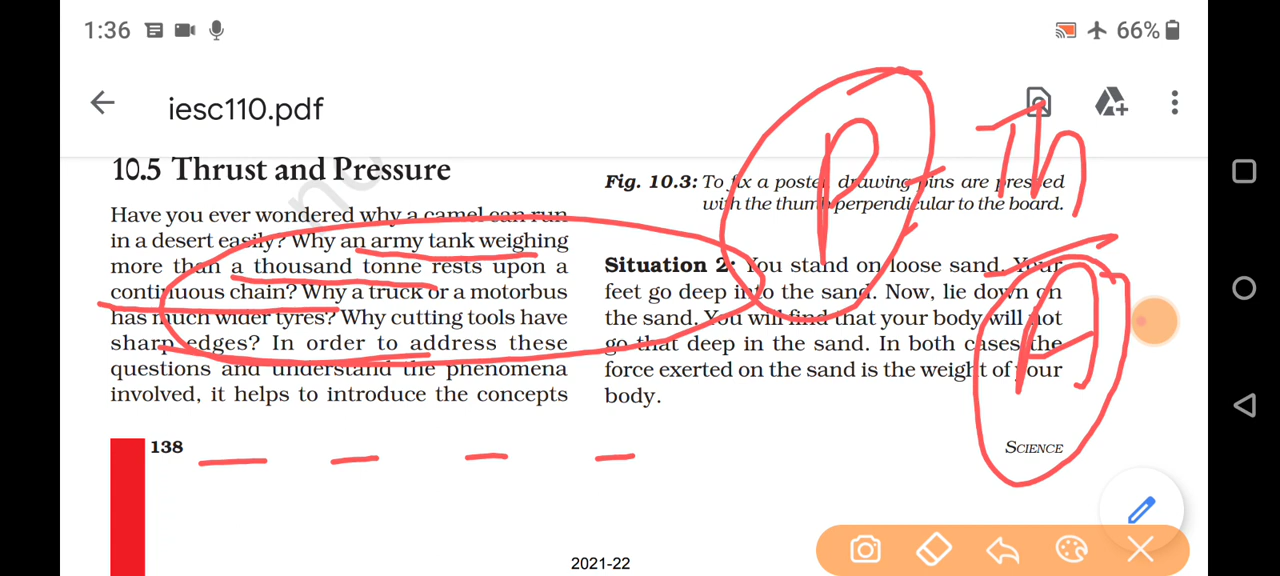 1:36
66%
iesc110.pdf
10.5 Thrust and Pressure
Have you ever wondered why a camel can run
in a desert easily? Why an army tank weighing
more than a thousand tonne rests upon a
continuous chain? Why a truck or a motorbus
has much wider tyres? Why cutting tools have
sharp edges? In order to address these
questions and understand the phenomena
involved, it helps to introduce the concepts
138
Fig. 10.3: To fix a poster, drawing pins are pressed
with the thumb perpendicular to the board.
P = Th
A
Situation 2: You stand on loose sand. Your
feet go deep into the sand. Now, lie down on
the sand. You will find that your body will not
go that deep in the sand. In both cases the
force exerted on the sand is the weight of your
body.
SCIENCE
2021-22